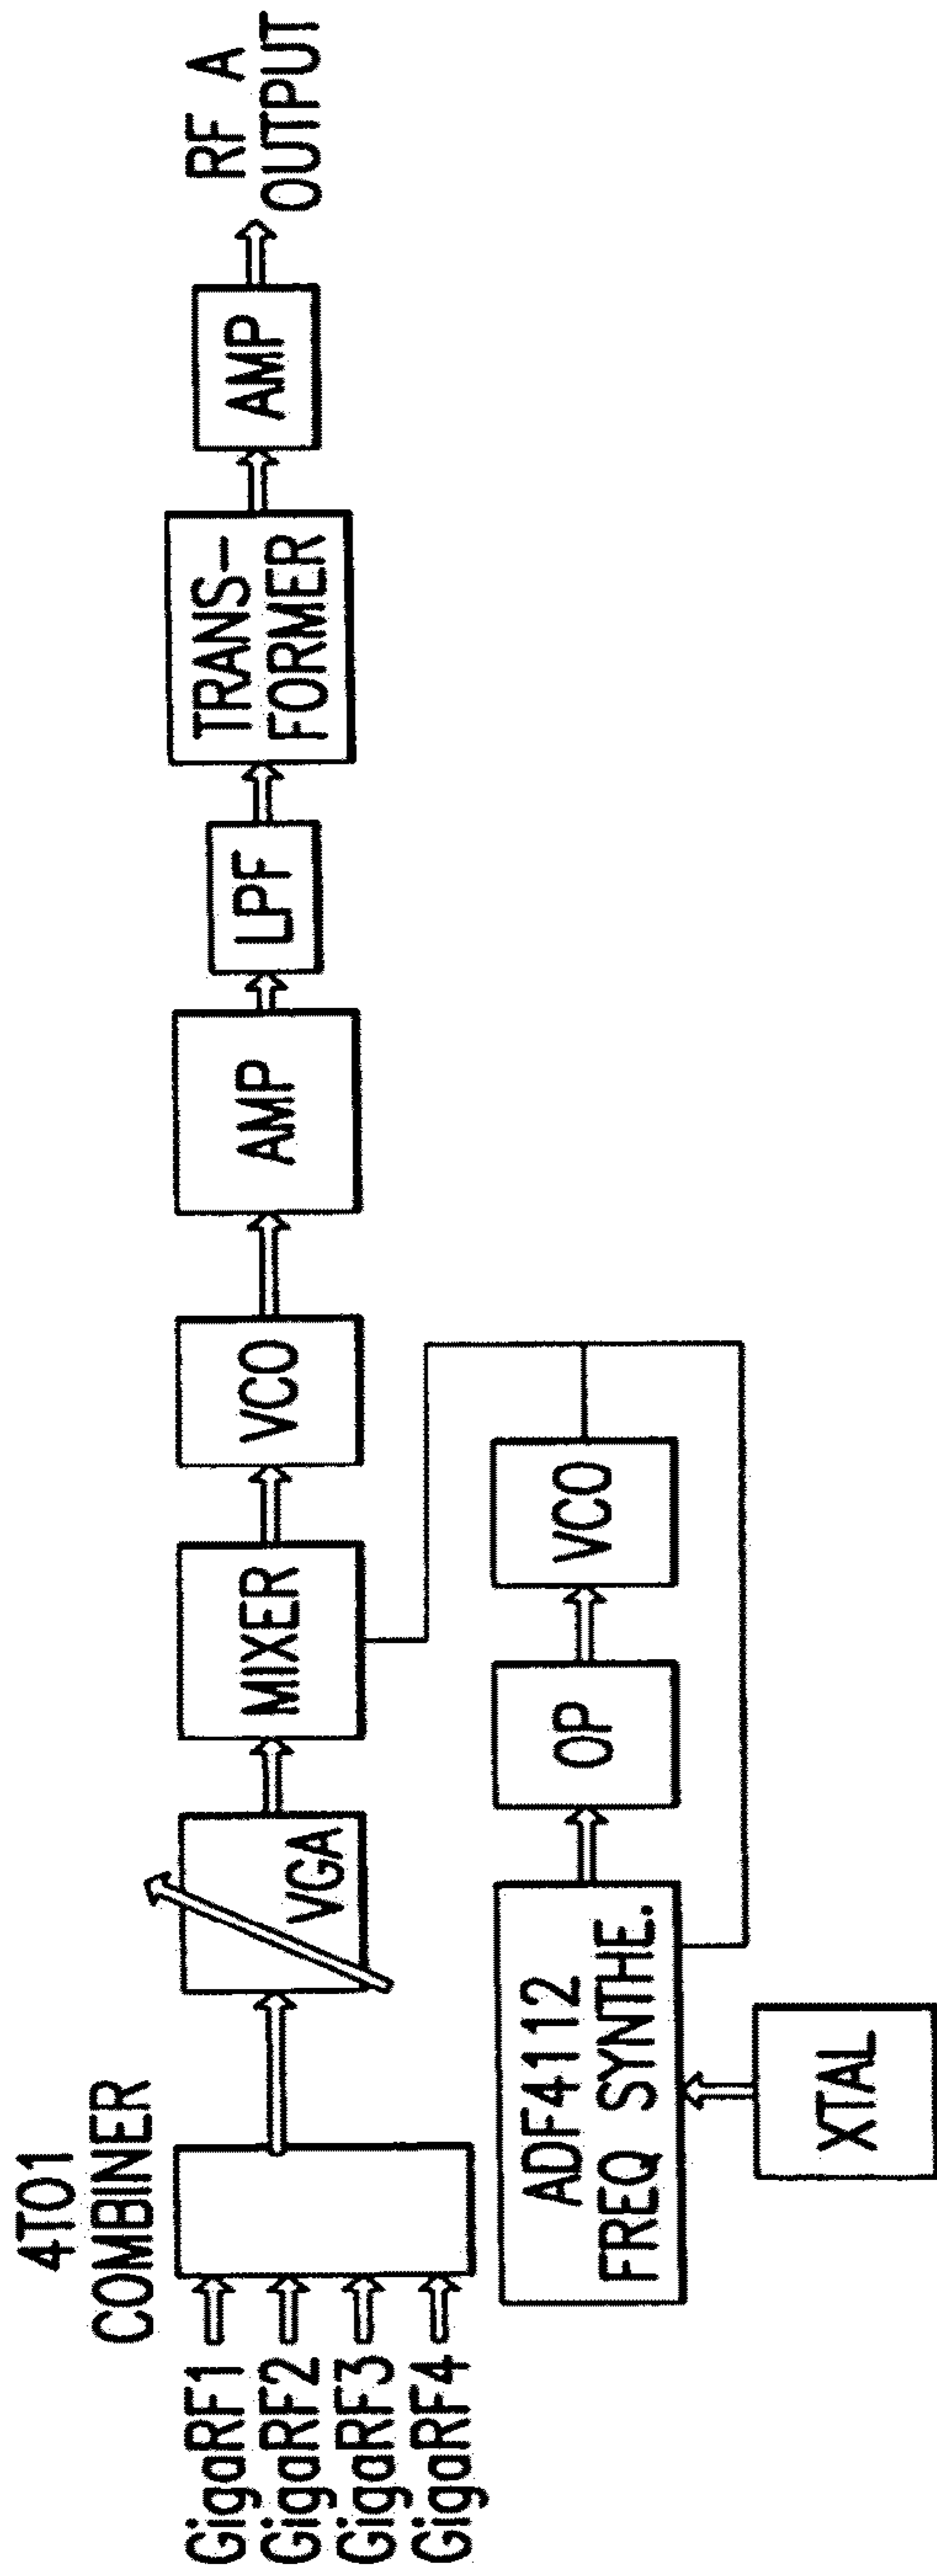 4TO1
COMBINER
GigaRF1
GigaRF2
GigaRF3
GigaRF4
VGA
MIXER
VCO
AMP
LPF
TRANS-
FORMER
AMP
RF A
OUTPUT
ADF4112
FREQ SYNTHE.
OP
VCO
XTAL